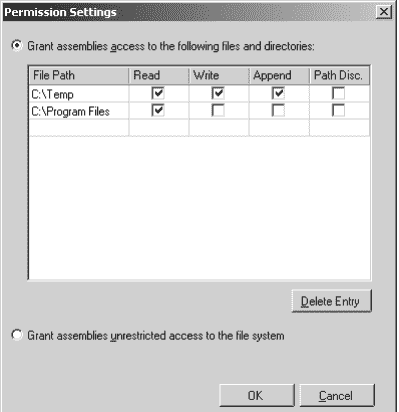 Permission Settings
Grant assemblies access to the following files and directories:
File Path Read Write Append Path Disc.
C:\Temp
C:\Program Files
Delete Entry
Grant assemblies unrestricted access to the file system
OK Cancel